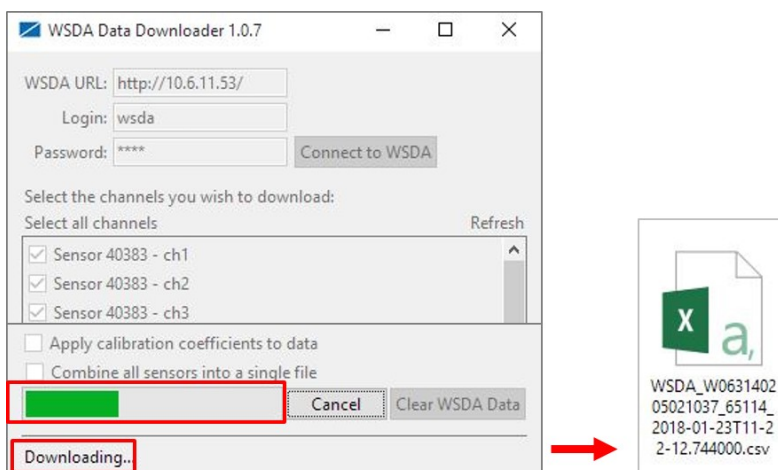 WSDA Data Downloader 1.0.7
WSDA URL: http://10.6.11.53/
Login: wsda
Password: ****
Connect to WSDA
Select the channels you wish to download:
Select all channels Refresh
Sensor 40383 - ch1
Sensor 40383 - ch2
Sensor 40383 - ch3
Apply calibration coefficients to data
Combine all sensors into a single file
Cancel Clear WSDA Data
Downloading...
X a,
WSDA_W0631402
05021037_65114_
2018-01-23T11-2
2-12.744000.csv